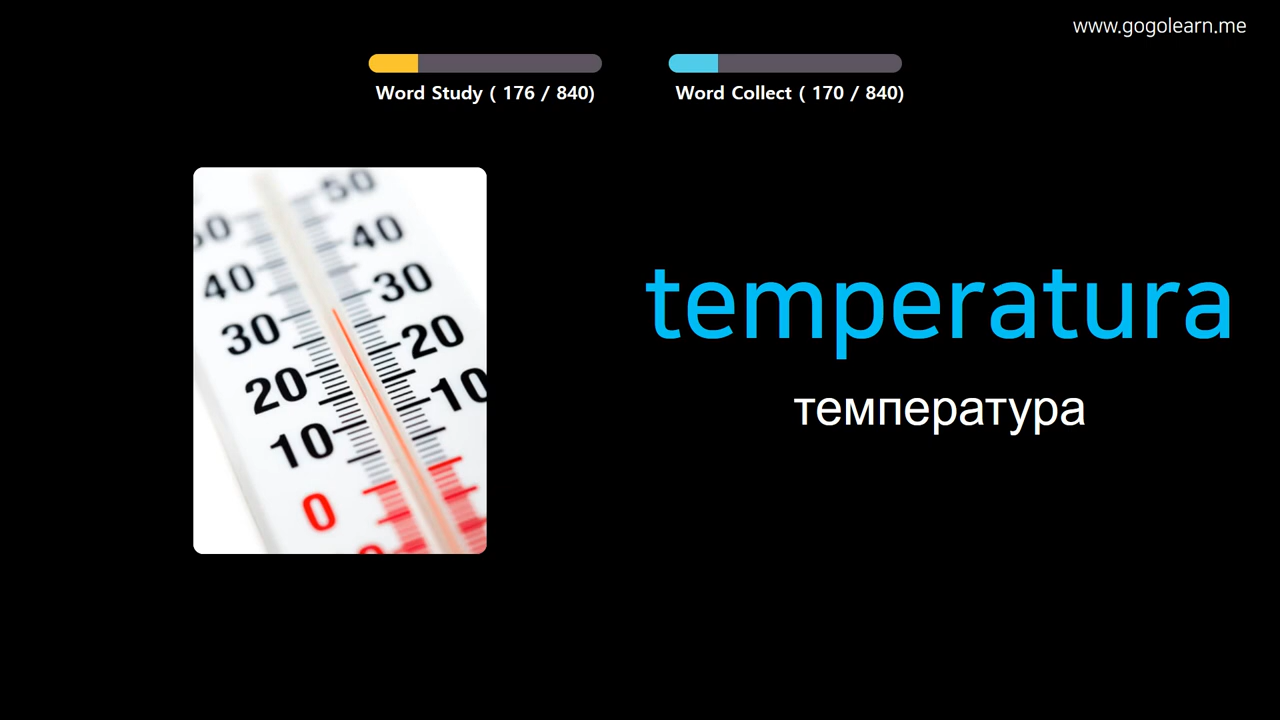 www.gogolearn.me
Word Study ( 176 / 840)
Word Collect ( 170 / 840)
50
40
40
30
30
20
20
10
10
0
temperatura
температура